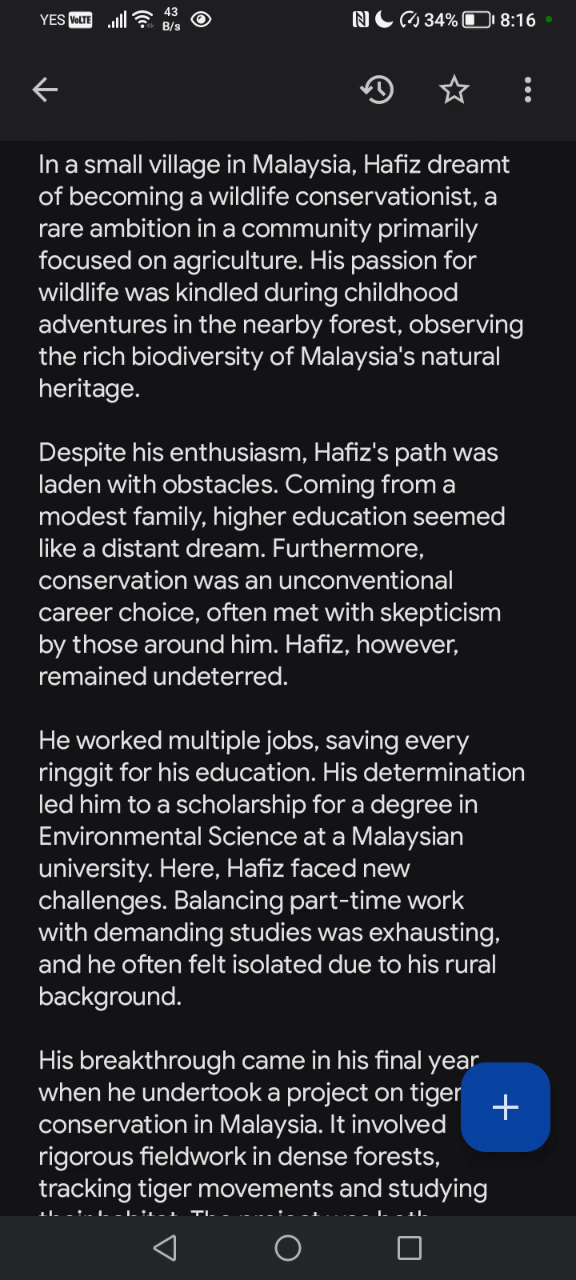 YES VoLTE 43 B/s 34% 8:16
In a small village in Malaysia, Hafiz dreamt
of becoming a wildlife conservationist, a
rare ambition in a community primarily
focused on agriculture. His passion for
wildlife was kindled during childhood
adventures in the nearby forest, observing
the rich biodiversity of Malaysia's natural
heritage.
Despite his enthusiasm, Hafiz's path was
laden with obstacles. Coming from a
modest family, higher education seemed
like a distant dream. Furthermore,
conservation was an unconventional
career choice, often met with skepticism
by those around him. Hafiz, however,
remained undeterred.
He worked multiple jobs, saving every
ringgit for his education. His determination
led him to a scholarship for a degree in
Environmental Science at a Malaysian
university. Here, Hafiz faced new
challenges. Balancing part-time work
with demanding studies was exhausting,
and he often felt isolated due to his rural
background.
His breakthrough came in his final year
when he undertook a project on tiger
conservation in Malaysia. It involved
rigorous fieldwork in dense forests,
tracking tiger movements and studying
their habitat. The project was both